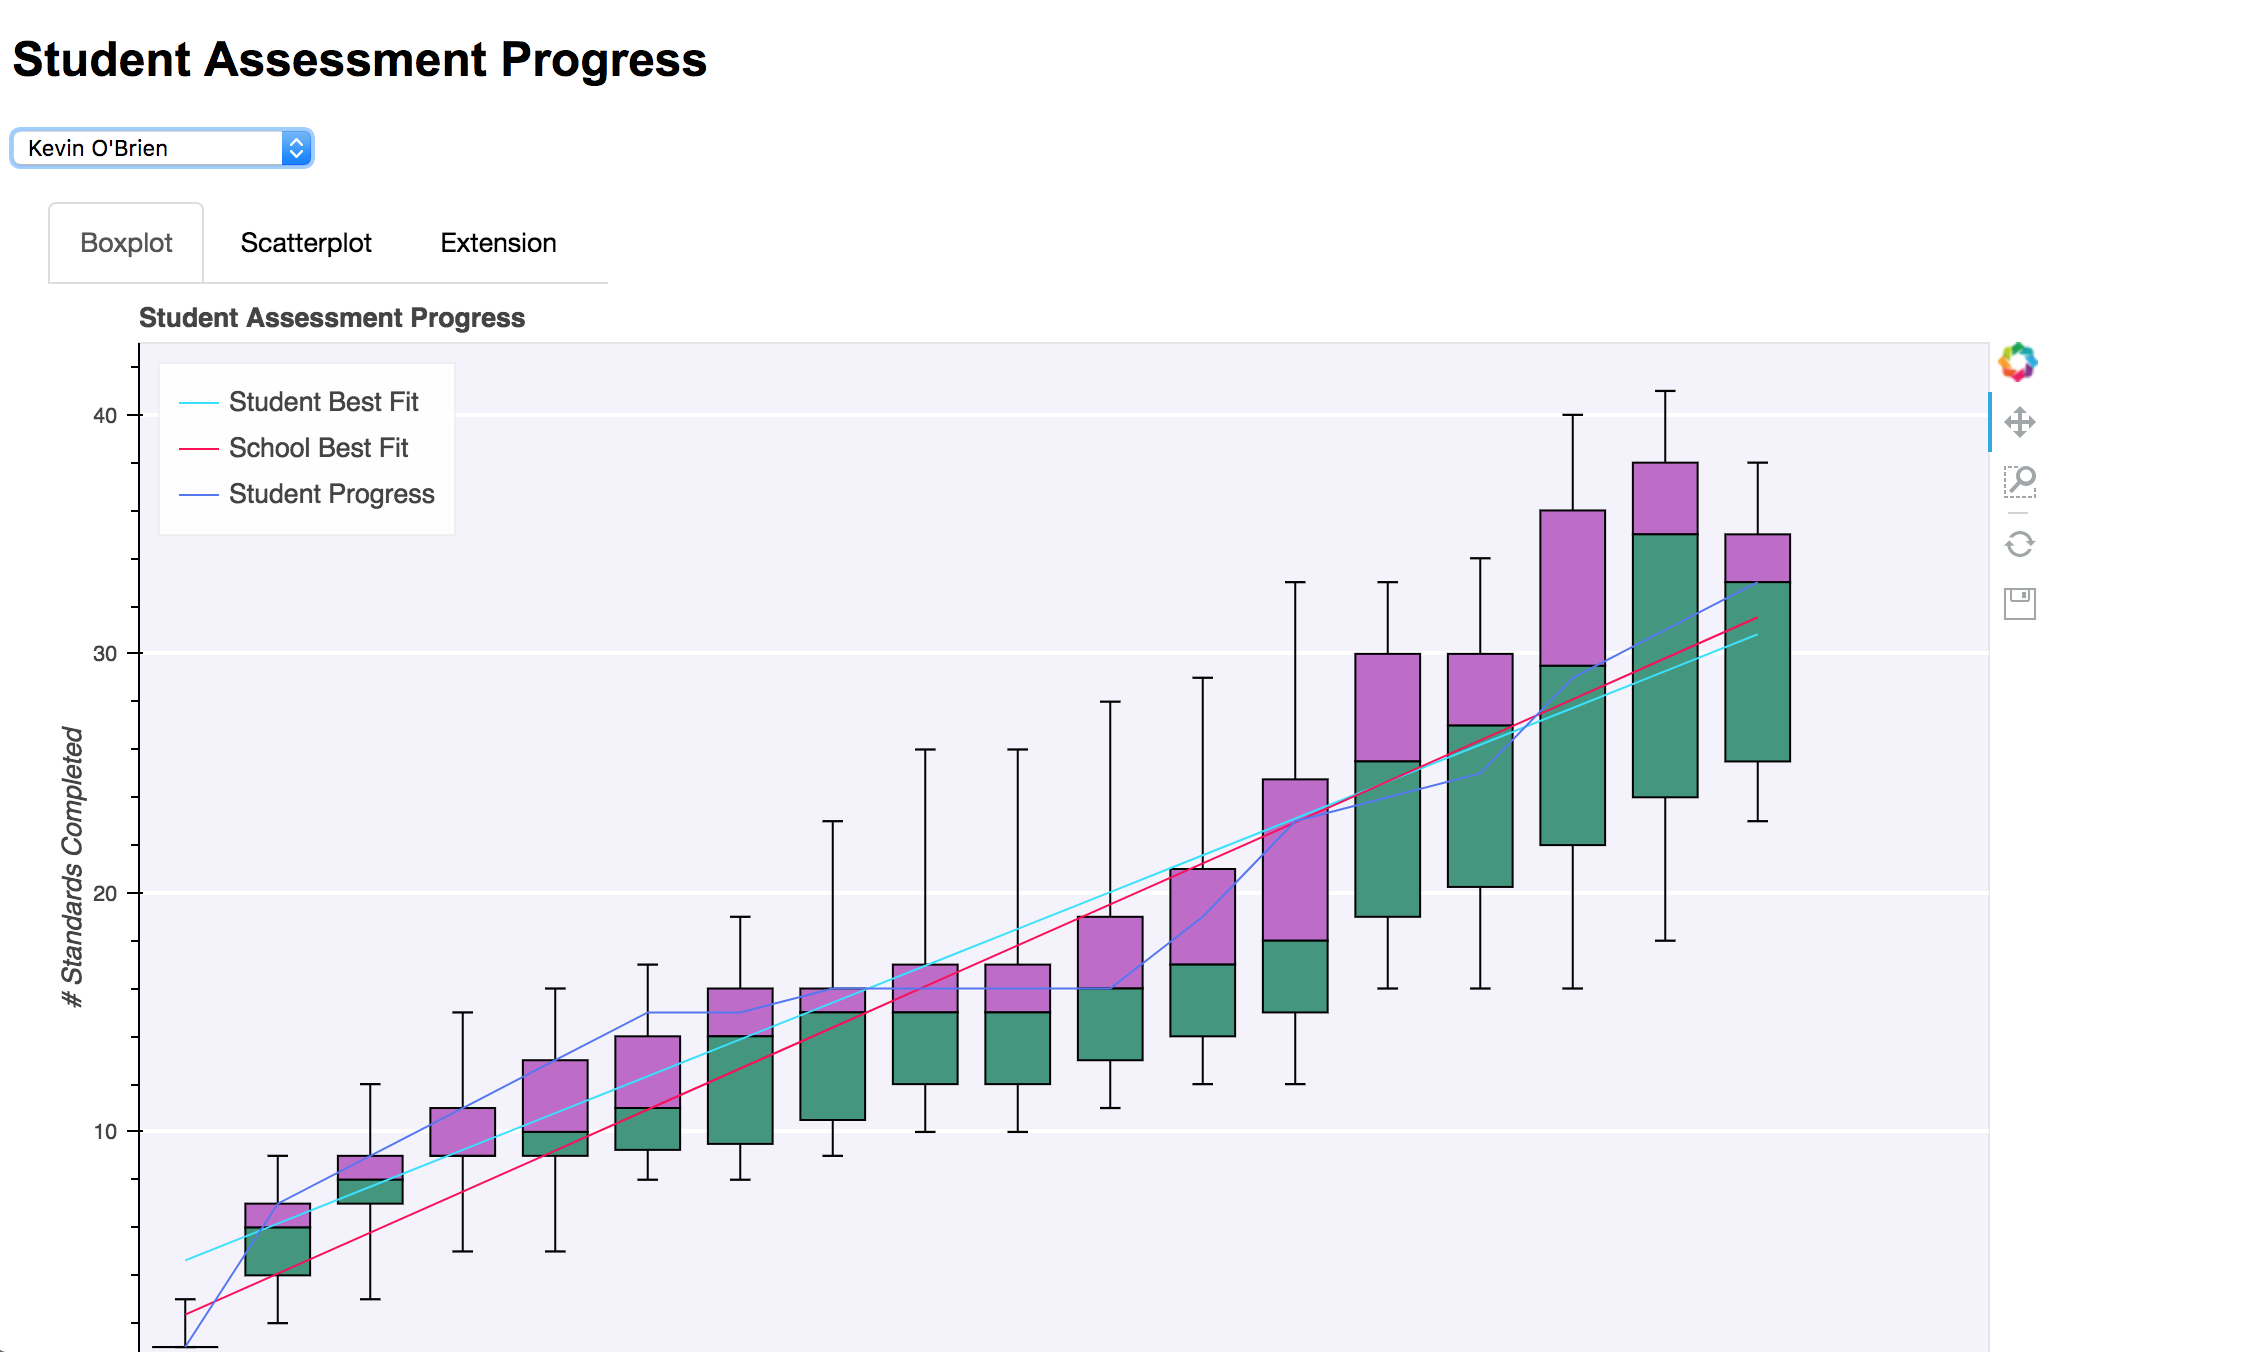 Student Assessment Progress
Kevin O'Brien
Boxplot Scatterplot Extension
Student Assessment Progress
Student Best Fit
School Best Fit
Student Progress
40
30
20
10
# Standards Completed